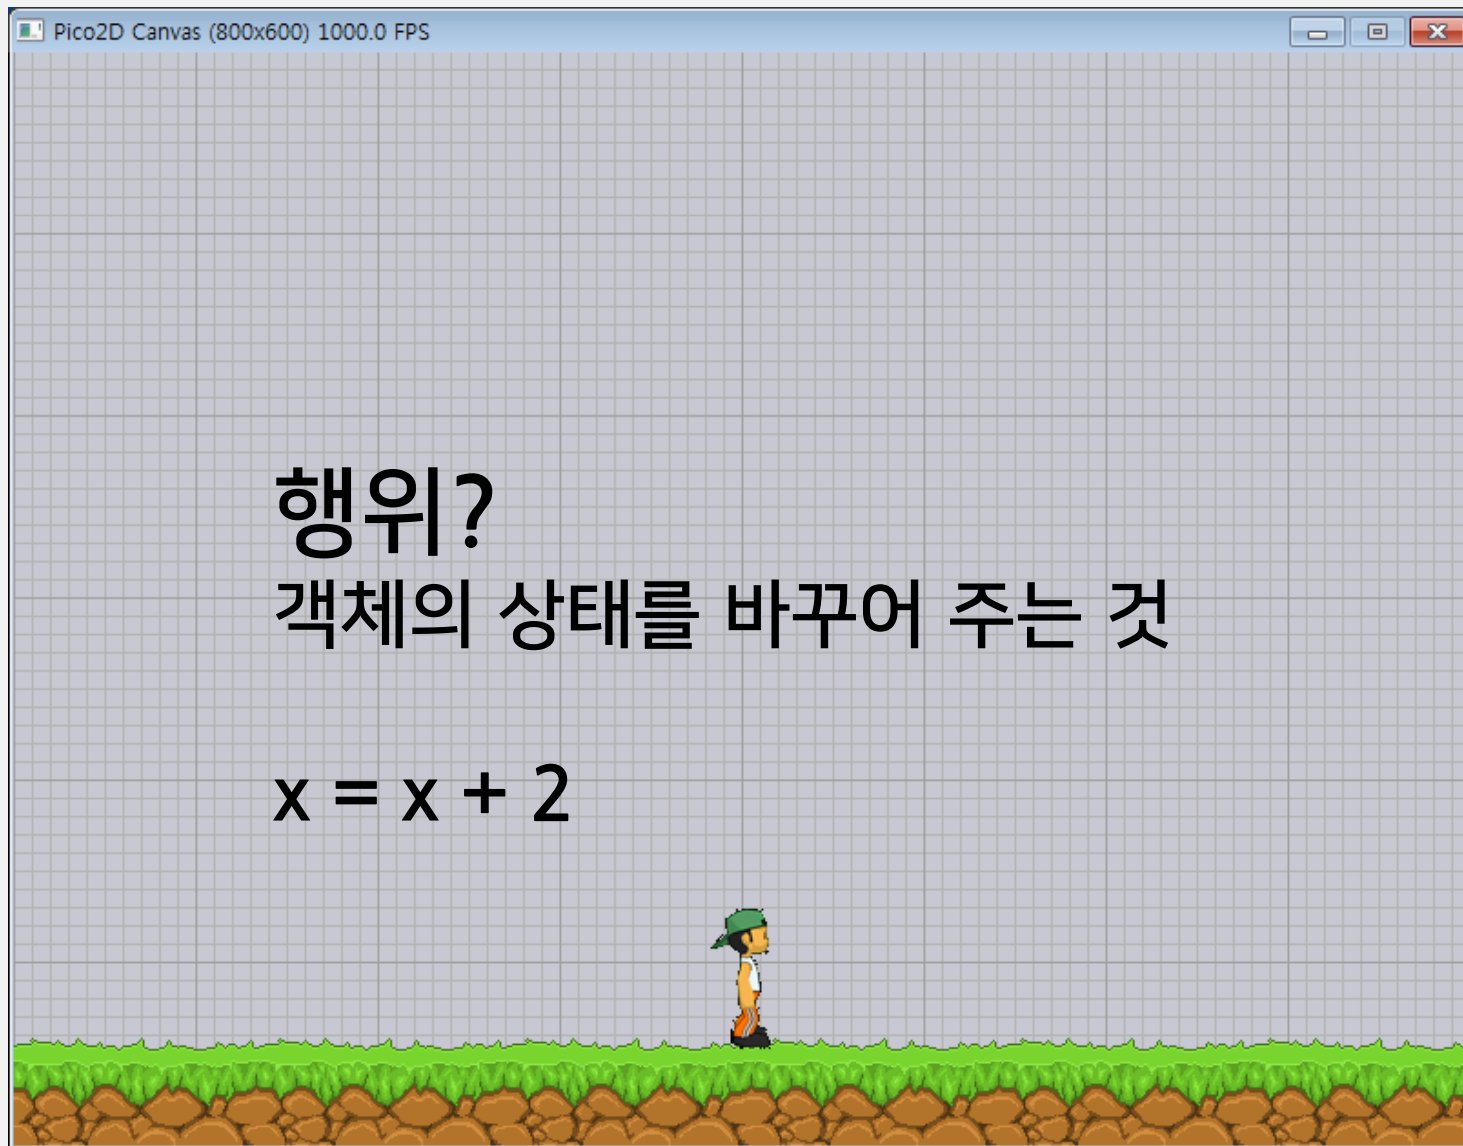 Pico2D Canvas (800x600) 1000.0 FPS
행위?
객체의 상태를 바꾸어 주는 것
x = x + 2